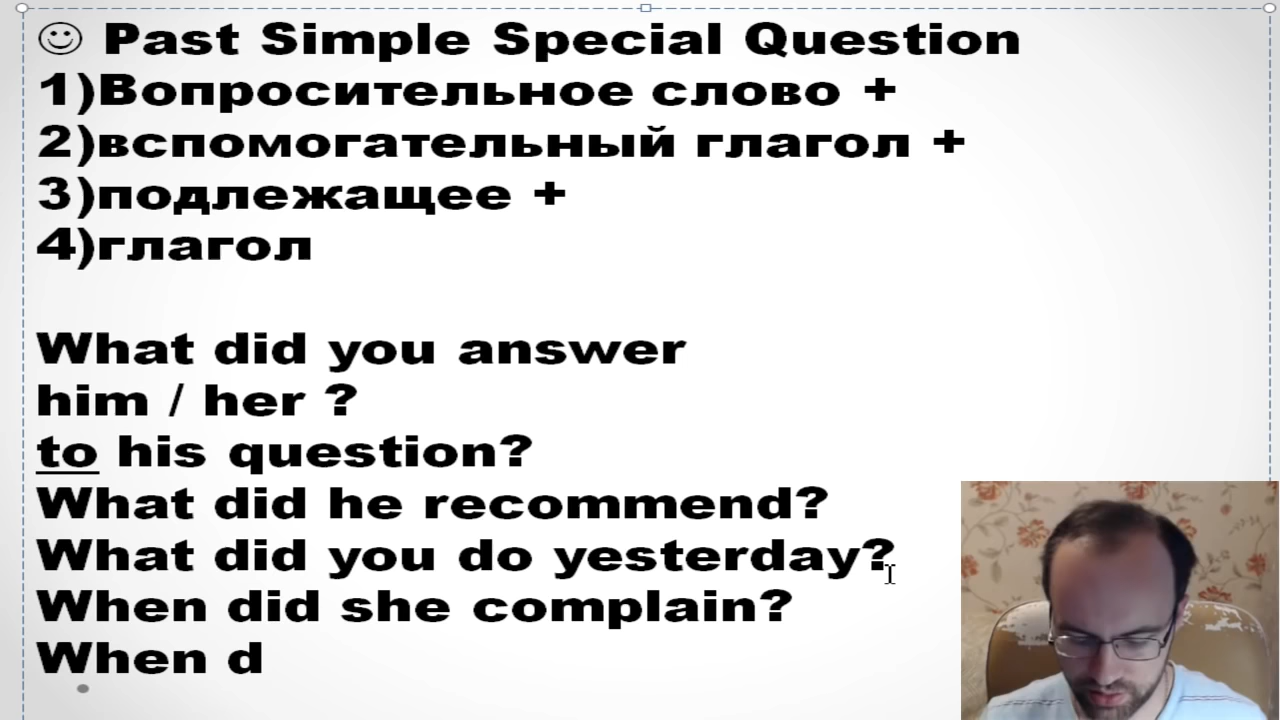 ☺ Past Simple Special Question
1)Вопросительное слово +
2)вспомогательный глагол +
3)подлежащее +
4)глагол
What did you answer
him / her ?
to his question?
What did he recommend?
What did you do yesterday?
When did she complain?
When d